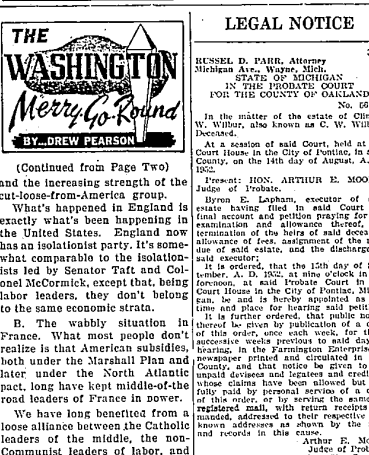 THE
WASHINGTON
Merry-Go-Round
BY...DREW PEARSON
(Continued from Page Two)
and the increasing strength of the
cut-loose-from-America group.
What's happened in England is
exactly what's been happening in
the United States. England now
has an isolationist party. It's some-
what comparable to the isolation-
ists led by Senator Taft and Col-
onel McCormick, except that, being
labor leaders, they don't belong
to the same economic strata.
B. The wabbly situation in
France. What most people don't
realize is that American subsidies,
both under the Marshall Plan and
later under the North Atlantic
pact, long have kept middle-of-the
road leaders of France in power.
We have long benefited from a
loose alliance between the Catholic
leaders of the middle, the non-
Communist leaders of labor, and
LEGAL NOTICE
RUSSEL D. PARR, Attorney
Michigan Ave., Wayne, Mich.
STATE OF MICHIGAN
IN THE PROBATE COURT
FOR THE COUNTY OF OAKLAND
No. 56
In the matter of the estate of
W. Wilbur, also known as C. W.
Deceased.
At a session of said Court, held at
Court House in the City of Pontiac, in
County, on the 14th day of August, A.
1952.
Present: HON. ARTHUR E.
Judge of Probate.
Byron E. Lapham, executor of
estate having filed in said Court
final account and petition praying for
examination and allowance thereof,
termination of the heirs of said
allowance of fees, assignment of the
due of said estate, and the discharge
said executor;
It is ordered, that the 15th day of
tember, A. D. 1952, at nine o'clock in
forenoon, at said Probate Court in
Court House in the City of Pontiac,
gan, be and is hereby appointed as
time and place for hearing said
It is further ordered, that public
thereof be given by publication of a
of this order, once each week, for
successive weeks previous to said day
hearing, in the Farmington
newspaper printed and circulated in
County, and that notice be given to
unpaid devisees and legatees and
whose claims have been allowed but
fully paid by personal service of a
of this order, or by serving the same
registered mail, with return receipts
manded, addressed to their respective
known addresses as shown by the
and records in this cause.
Arthur E.
Judge of